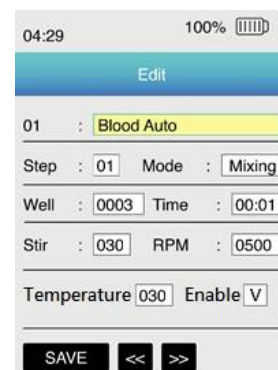 04:29 100%
Edit
01 : Blood Auto
Step : 01 Mode : Mixing
Well : 0003 Time : 00:01
Stir : 030 RPM : 0500
Temperature 030 Enable V
SAVE << >>